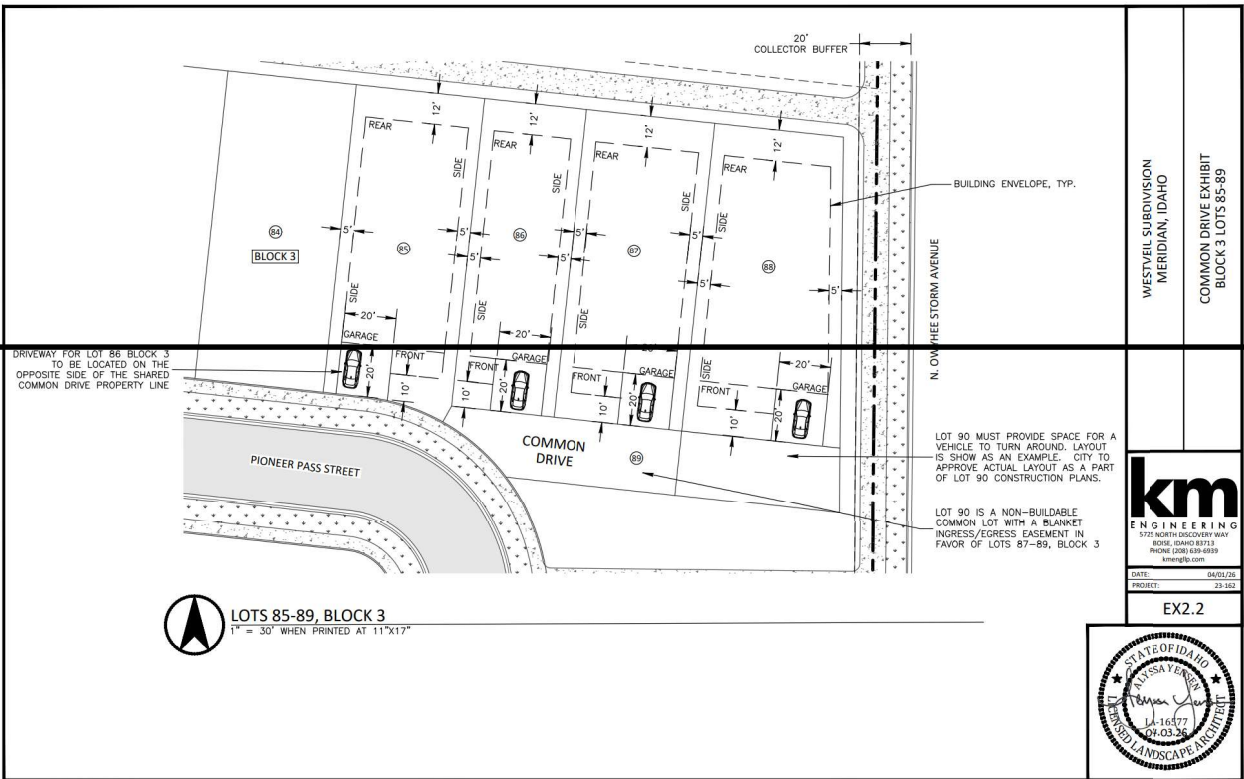 20'
COLLECTOR BUFFER
12'
12'
12'
12'
REAR
REAR
REAR
REAR
SIDE
SIDE
SIDE
SIDE
SIDE
SIDE
SIDE
SIDE
BUILDING ENVELOPE, TYP.
84
BLOCK 3
85
86
87
88
5'
5'
5'
5'
5'
5'
5'
5'
N. OWYHEE STORM AVENUE
20'
20'
20'
20'
GARAGE
GARAGE
GARAGE
GARAGE
FRONT
FRONT
FRONT
FRONT
20'
20'
20'
20'
10'
10'
10'
10'
DRIVEWAY FOR LOT 86 BLOCK 3
TO BE LOCATED ON THE
OPPOSITE SIDE OF THE SHARED
COMMON DRIVE PROPERTY LINE
PIONEER PASS STREET
COMMON
DRIVE
89
LOT 90 MUST PROVIDE SPACE FOR A
VEHICLE TO TURN AROUND. LAYOUT
IS SHOW AS AN EXAMPLE. CITY TO
APPROVE ACTUAL LAYOUT AS A PART
OF LOT 90 CONSTRUCTION PLANS.
LOT 90 IS A NON-BUILDABLE
COMMON LOT WITH A BLANKET
INGRESS/EGRESS EASEMENT IN
FAVOR OF LOTS 87-89, BLOCK 3
LOTS 85-89, BLOCK 3
1" = 30' WHEN PRINTED AT 11"X17"
WESTVEIL SUBDIVISION
MERIDIAN, IDAHO
COMMON DRIVE EXHIBIT
BLOCK 3 LOTS 85-89
km
ENGINEERING
5725 NORTH DISCOVERY WAY
BOISE, IDAHO 83713
PHONE (208) 639-6939
kmengllp.com
DATE: 04/01/26
PROJECT: 23-162
EX2.2
STATE OF IDAHO
ALYSSA YENSEN
LA-16577
04.03.26
LICENSED LANDSCAPE ARCHITECT